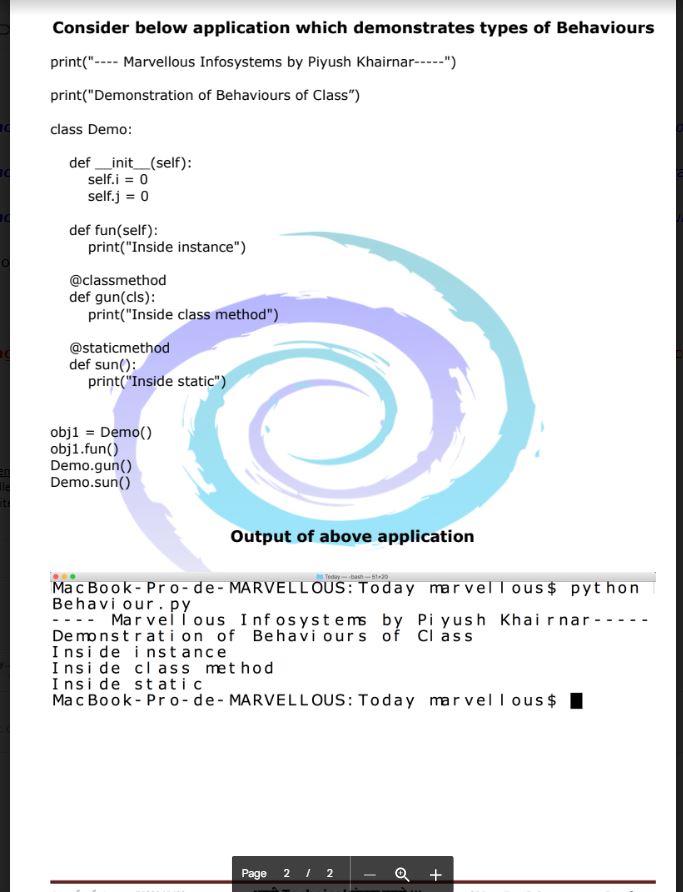 Consider below application which demonstrates types of Behaviours
print("---- Marvellous Infosystems by Piyush Khairnar-----")
print("Demonstration of Behaviours of Class”)
class Demo:
def __init__(self):
self.i = 0
self.j = 0
def fun(self):
print("Inside instance")
@classmethod
def gun(cls):
print("Inside class method")
@staticmethod
def sun():
print("Inside static")
obj1 = Demo()
obj1.fun()
Demo.gun()
Demo.sun()
Output of above application
Today — -bash — 51×20
MacBook-Pro-de-MARVELLOUS:Today marvellous$ python
Behaviour.py
---- Marvellous Infosystems by Piyush Khairnar-----
Demonstration of Behaviours of Class
Inside instance
Inside class method
Inside static
MacBook-Pro-de-MARVELLOUS:Today marvellous$
Page 2 / 2